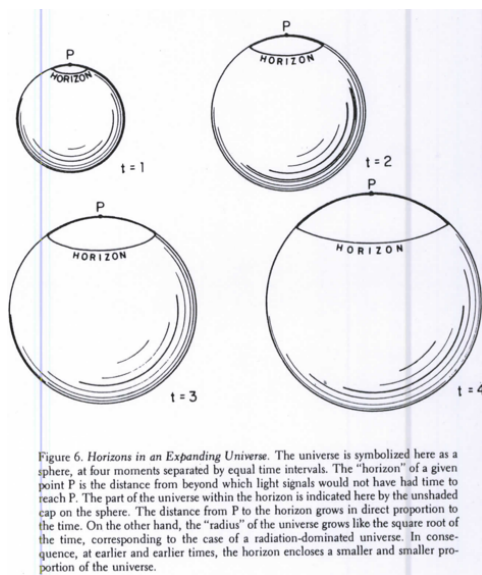 P
HORIZON
t=1
P
HORIZON
t=2
P
HORIZON
t=3
P
HORIZON
t=4
Figure 6. Horizons in an Expanding Universe. The universe is symbolized here as a
sphere, at four moments separated by equal time intervals. The "horizon" of a given
point P is the distance from beyond which light signals would not have had time to
reach P. The part of the universe within the horizon is indicated here by the unshaded
cap on the sphere. The distance from P to the horizon grows in direct proportion to
the time. On the other hand, the "radius" of the universe grows like the square root of
the time, corresponding to the case of a radiation-dominated universe. In conse-
quence, at earlier and earlier times, the horizon encloses a smaller and smaller pro-
portion of the universe.